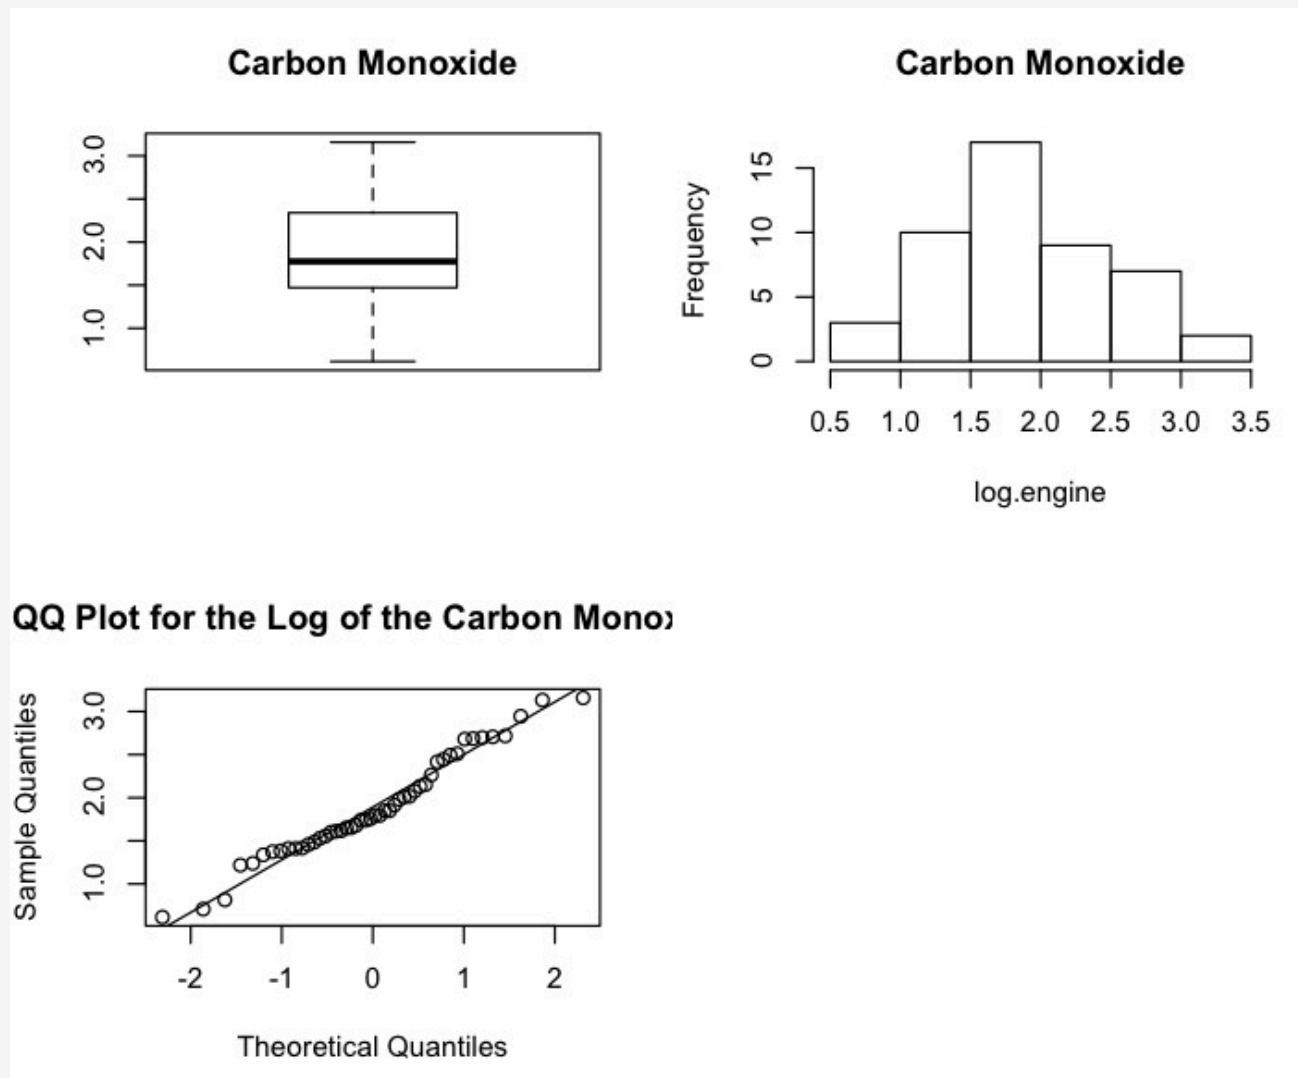 Carbon Monoxide
3.0
2.0
1.0
Carbon Monoxide
Frequency
15
10
5
0
0.5 1.0 1.5 2.0 2.5 3.0 3.5
log.engine
QQ Plot for the Log of the Carbon Monox
Sample Quantiles
3.0
2.0
1.0
-2 -1 0 1 2
Theoretical Quantiles